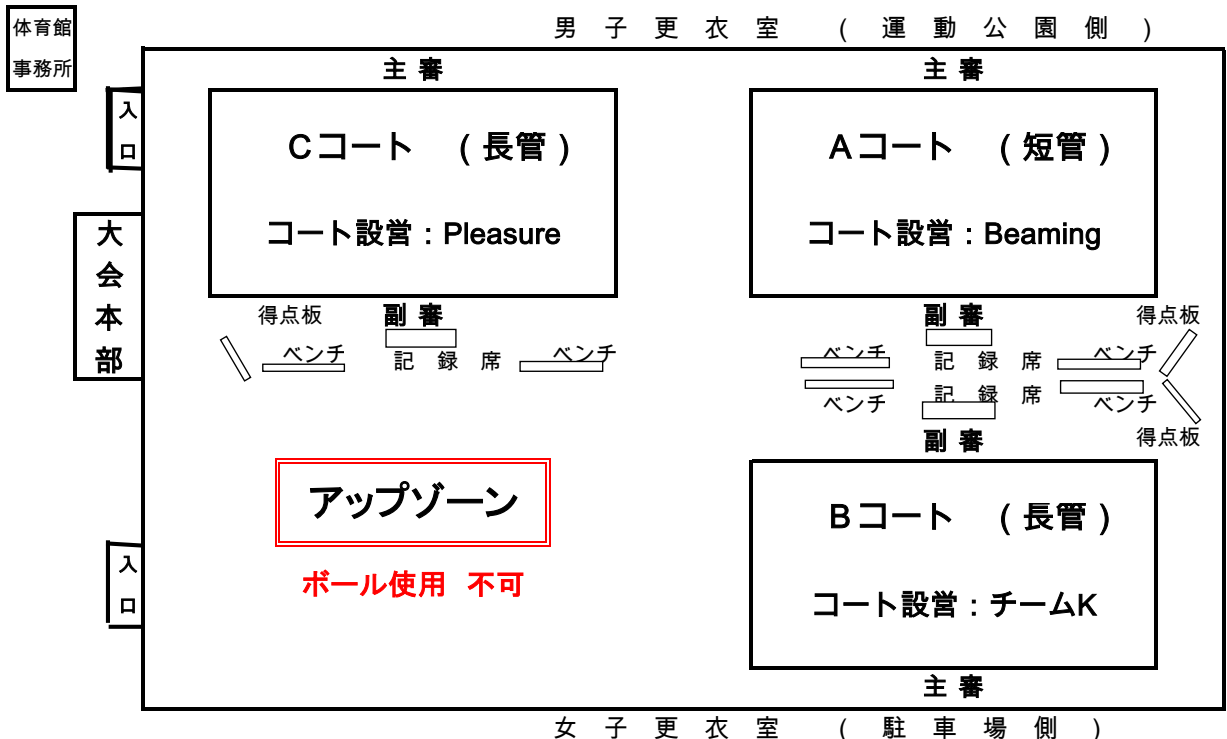 体育館
事務所
男子更衣室 (運動公園側)
主審 主審
入口
Cコート (長管) Aコート (短管)
コート設営:Pleasure コート設営:Beaming
大会本部
得点板 副審 副審 得点板
ベンチ 記録席 ベンチ ベンチ 記録席 ベンチ
ベンチ 記録席 ベンチ
副審 得点板
アップゾーン
Bコート (長管)
ボール使用 不可
入口
コート設営:チームK
主審
女子更衣室 (駐車場側)